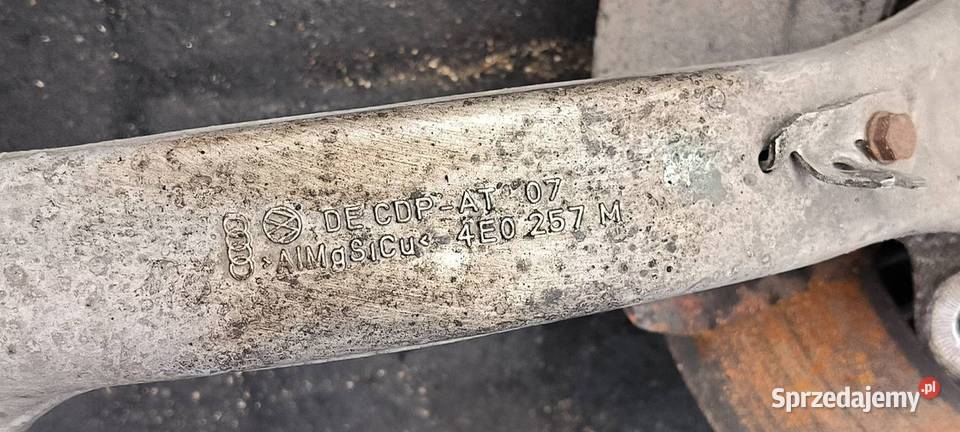 DE CDP-AT 07
>AlMgSiCu< 4E0 257 M
Sprzedajemy.pl